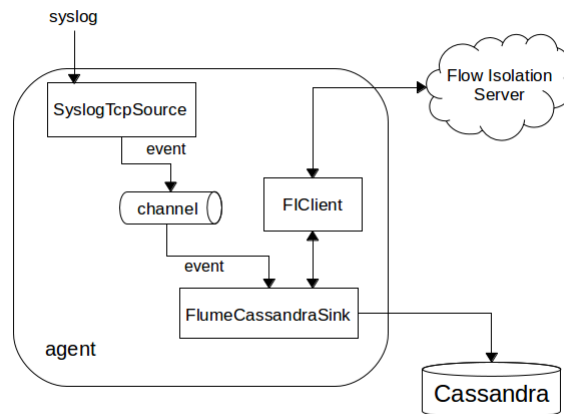 syslog
Flow Isolation
Server
SyslogTcpSource
event
channel
FIClient
event
FlumeCassandraSink
agent
Cassandra